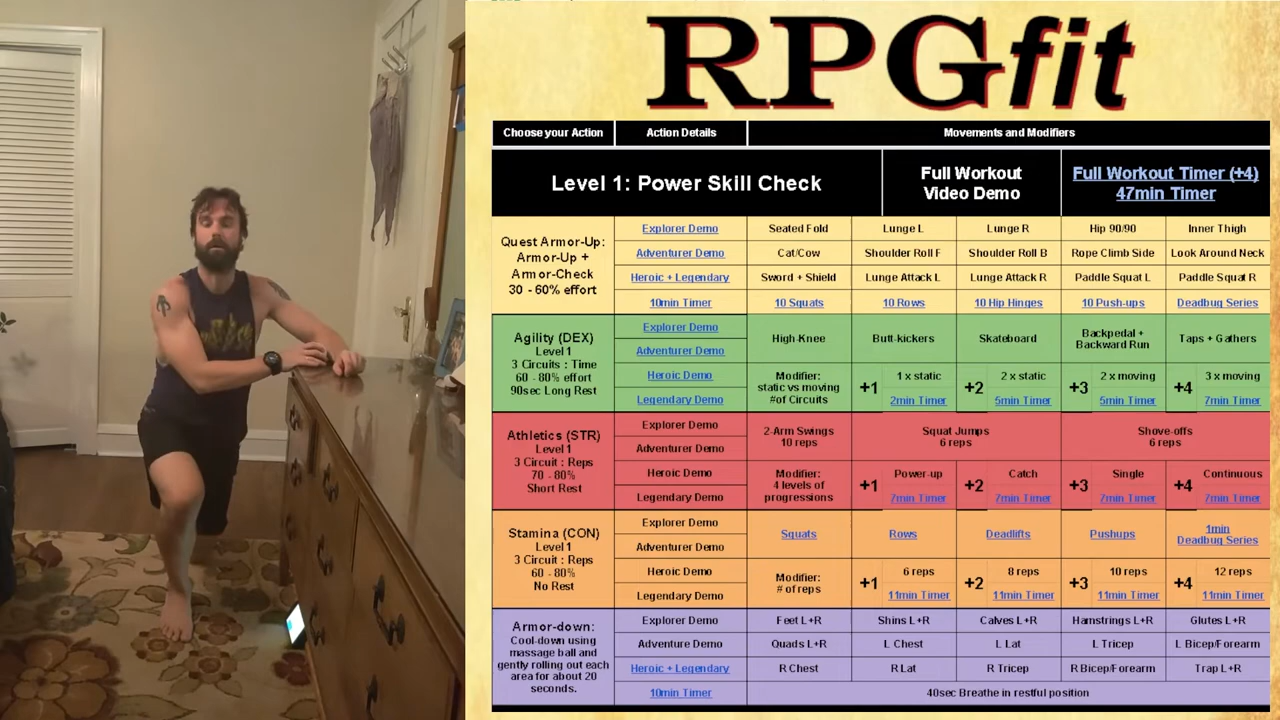 RPGfit
Choose your Action
Action Details
Movements and Modifiers
Level 1: Power Skill Check
Full Workout
Video Demo
Full Workout Timer (+4)
47min Timer
Quest Armor-Up:
Armor-Up +
Armor-Check
30 - 60% effort
Explorer Demo
Seated Fold
Lunge L
Lunge R
Hip 90/90
Inner Thigh
Adventurer Demo
Cat/Cow
Shoulder Roll F
Shoulder Roll B
Rope Climb Side
Look Around Neck
Heroic + Legendary
Sword + Shield
Lunge Attack L
Lunge Attack R
Paddle Squat L
Paddle Squat R
10min Timer
10 Squats
10 Rows
10 Hip Hinges
10 Push-ups
Deadbug Series
Agility (DEX)
Level 1
3 Circuits : Time
60 - 80% effort
90sec Long Rest
Explorer Demo
Adventurer Demo
High-Knee
Butt-kickers
Skateboard
Backpedal +
Backward Run
Taps + Gathers
Heroic Demo
Legendary Demo
Modifier:
static vs moving
#of Circuits
+1
1 x static
2min Timer
+2
2 x static
5min Timer
+3
2 x moving
5min Timer
+4
3 x moving
7min Timer
Athletics (STR)
Level 1
3 Circuit : Reps
70 - 80%
Short Rest
Explorer Demo
Adventurer Demo
2-Arm Swings
10 reps
Squat Jumps
6 reps
Shove-offs
6 reps
Heroic Demo
Legendary Demo
Modifier:
4 levels of
progressions
+1
Power-up
7min Timer
+2
Catch
7min Timer
+3
Single
7min Timer
+4
Continuous
7min Timer
Stamina (CON)
Level 1
3 Circuit : Reps
60 - 80%
No Rest
Explorer Demo
Adventurer Demo
Squats
Rows
Deadlifts
Pushups
1min
Deadbug Series
Heroic Demo
Legendary Demo
Modifier:
# of reps
+1
6 reps
11min Timer
+2
8 reps
11min Timer
+3
10 reps
11min Timer
+4
12 reps
11min Timer
Armor-down:
Cool-down using
massage ball and
gently rolling out each
area for about 20
seconds.
Explorer Demo
Feet L+R
Shins L+R
Calves L+R
Hamstrings L+R
Glutes L+R
Adventure Demo
Quads L+R
L Chest
L Lat
L Tricep
L Bicep/Forearm
Heroic + Legendary
R Chest
R Lat
R Tricep
R Bicep/Forearm
Trap L+R
10min Timer
40sec Breathe in restful position